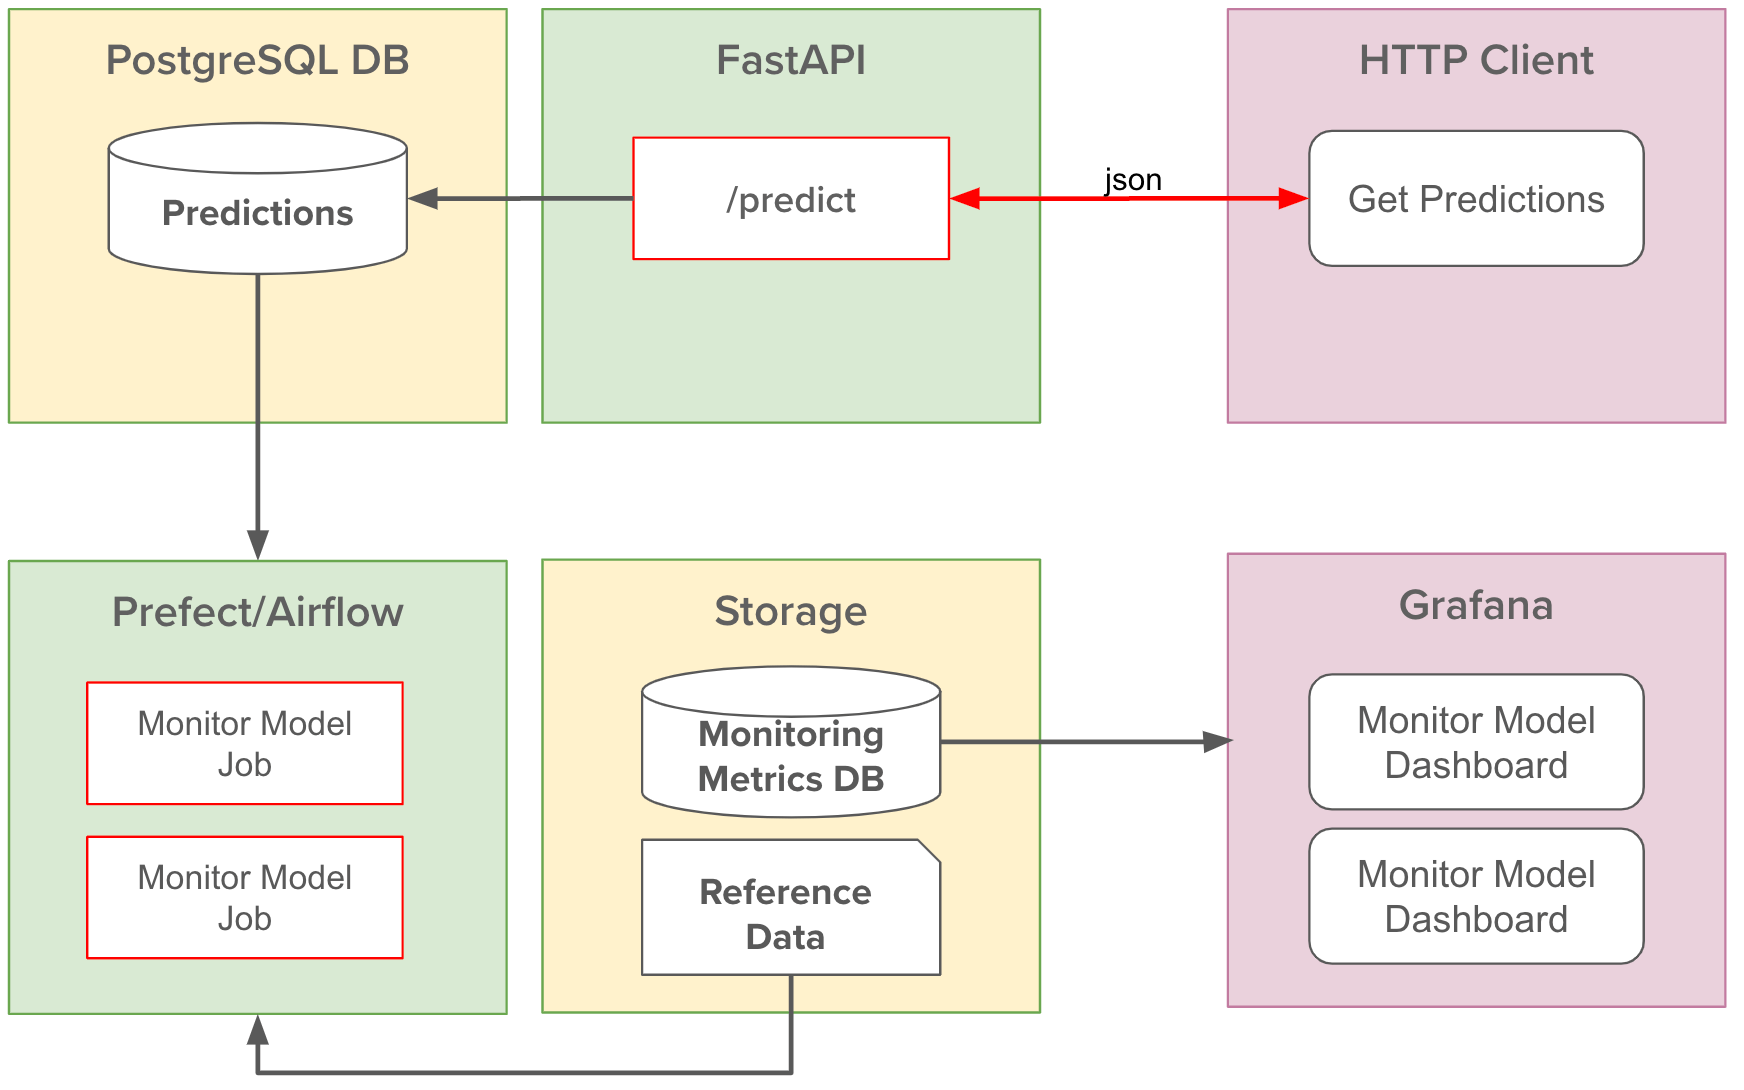 PostgreSQL DB
Predictions
FastAPI
/predict
json
HTTP Client
Get Predictions
Prefect/Airflow
Monitor Model
Job
Monitor Model
Job
Storage
Monitoring
Metrics DB
Reference
Data
Grafana
Monitor Model
Dashboard
Monitor Model
Dashboard